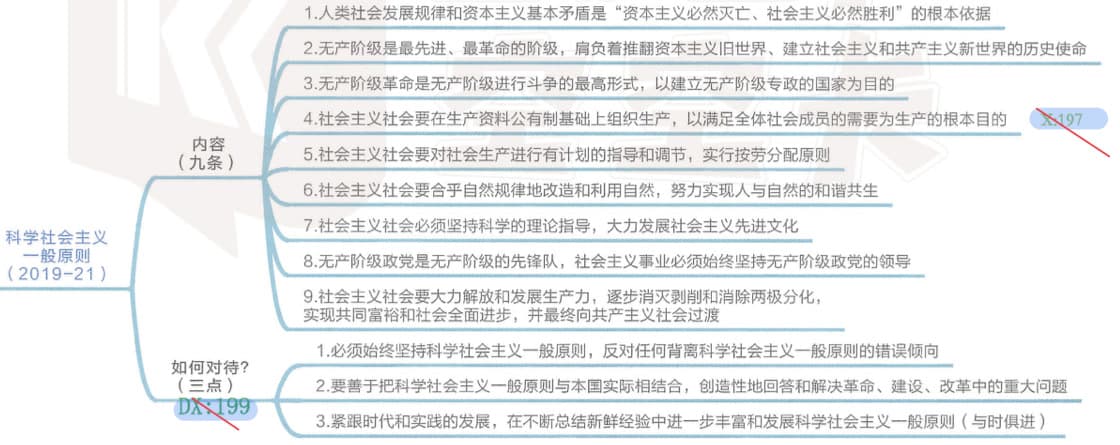 1.人类社会发展规律和资本主义基本矛盾是“资本主义必然灭亡、社会主义必然胜利”的根本依据
2.无产阶级是最先进、最革命的阶级，肩负着推翻资本主义旧世界、建立社会主义和共产主义新世界的历史使命
3.无产阶级革命是无产阶级进行斗争的最高形式，以建立无产阶级专政的国家为目的
4.社会主义社会要在生产资料公有制基础上组织生产，以满足全体社会成员的需要为生产的根本目的
X:197
内容
（九条）
5.社会主义社会要对社会生产进行有计划的指导和调节，实行按劳分配原则
6.社会主义社会要合乎自然规律地改造和利用自然，努力实现人与自然的和谐共生
7.社会主义社会必须坚持科学的理论指导，大力发展社会主义先进文化
科学社会主义
一般原则
（2019-21）
8.无产阶级政党是无产阶级的先锋队，社会主义事业必须始终坚持无产阶级政党的领导
9.社会主义社会要大力解放和发展生产力，逐步消灭剥削和消除两极分化，
实现共同富裕和社会全面进步，并最终向共产主义社会过渡
如何对待？
（三点）
DX:199
1.必须始终坚持科学社会主义一般原则，反对任何背离科学社会主义一般原则的错误倾向
2.要善于把科学社会主义一般原则与本国实际相结合，创造性地回答和解决革命、建设、改革中的重大问题
3.紧跟时代和实践的发展，在不断总结新鲜经验中进一步丰富和发展科学社会主义一般原则（与时俱进）